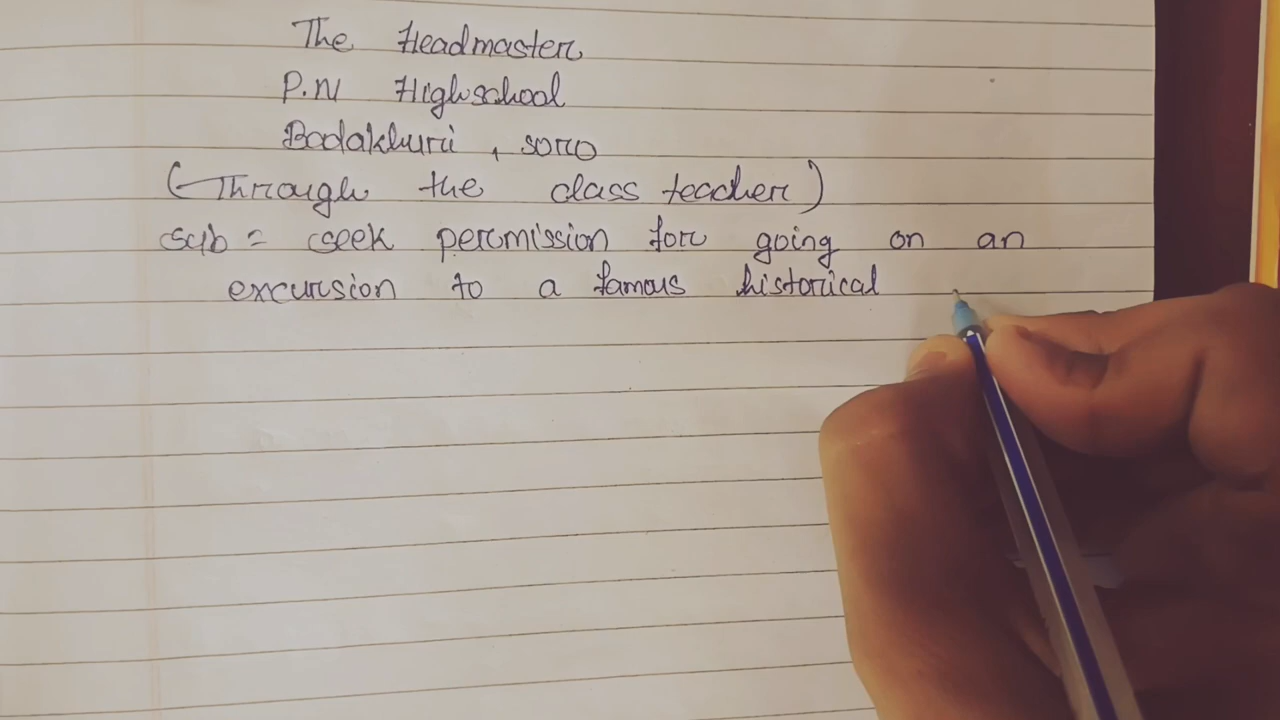 The Headmaster
P.N Highschool
Badakhuri, soro
(Through the class teacher)
sub = seek permission for going on an
excursion to a famous historical